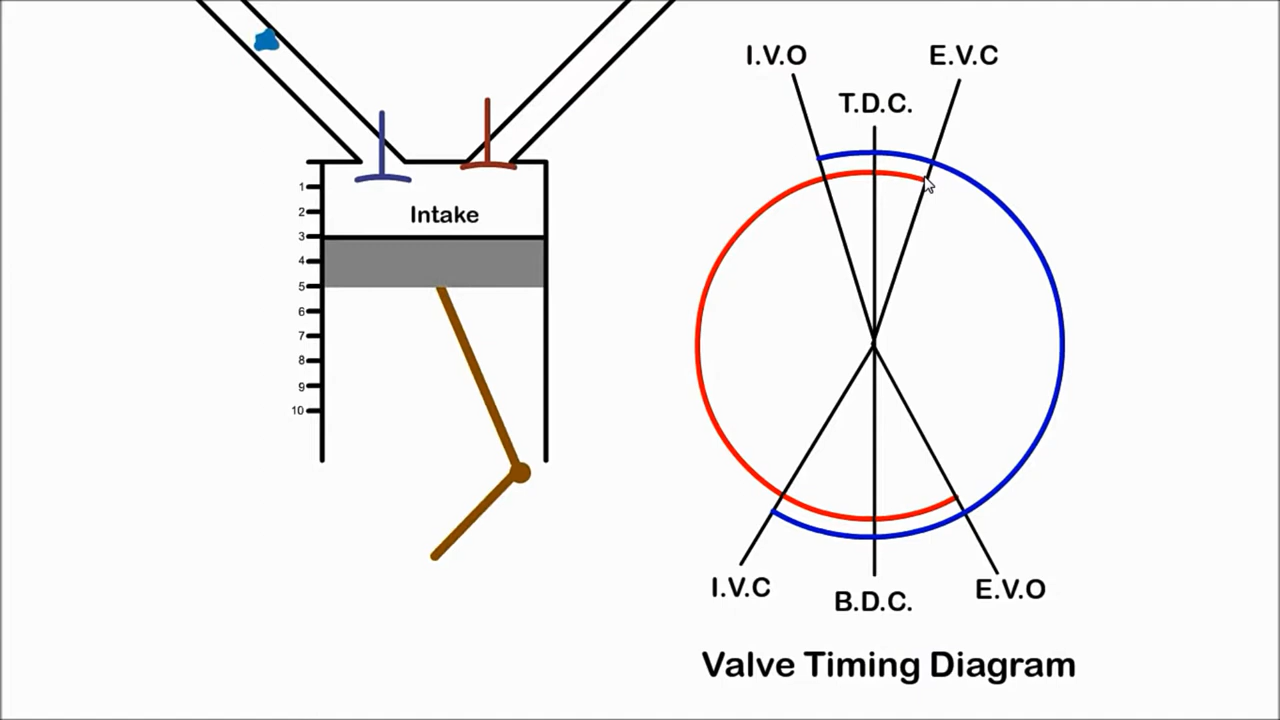 I.V.O
E.V.C
T.D.C.
1
2
Intake
3
4
5
6
7
8
9
10
I.V.C
B.D.C.
E.V.O
Valve Timing Diagram